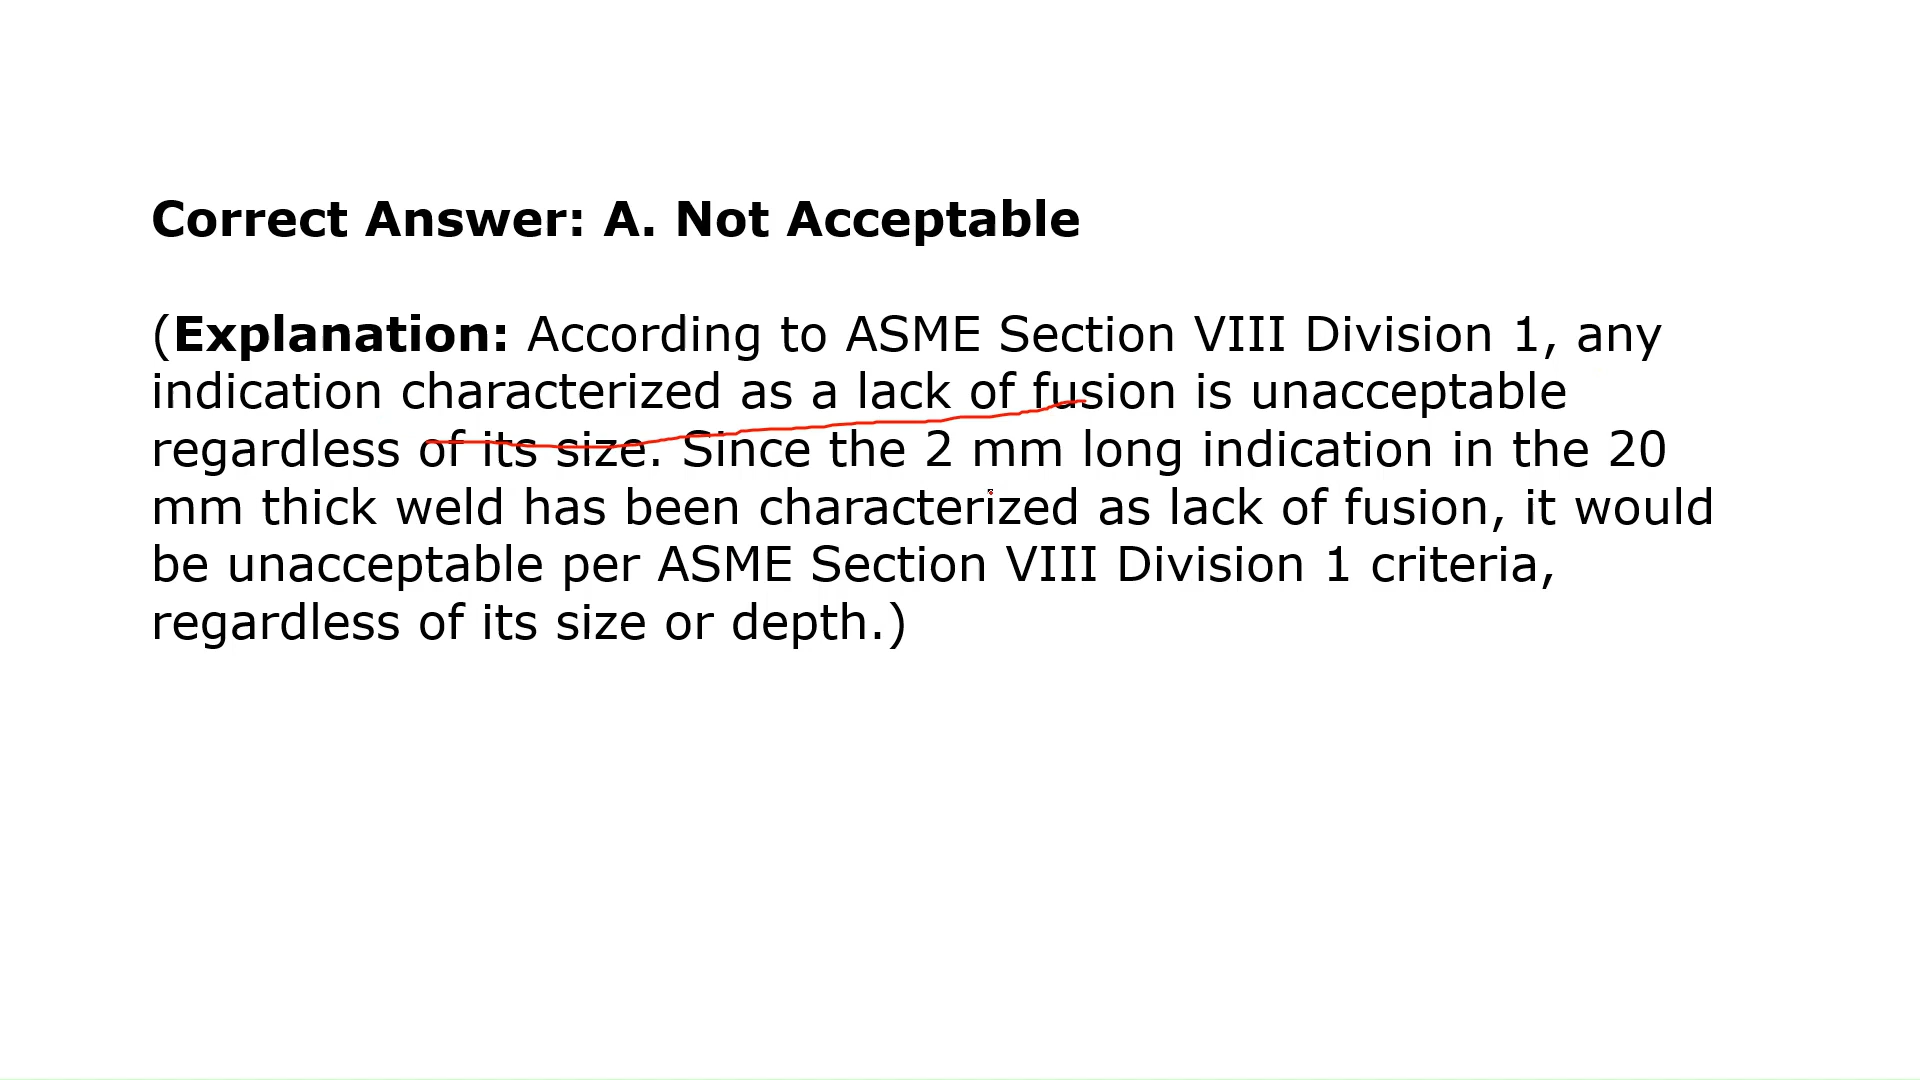 Correct Answer: A. Not Acceptable
(Explanation: According to ASME Section VIII Division 1, any
indication characterized as a lack of fusion is unacceptable
regardless of its size. Since the 2 mm long indication in the 20
mm thick weld has been characterized as lack of fusion, it would
be unacceptable per ASME Section VIII Division 1 criteria,
regardless of its size or depth.)